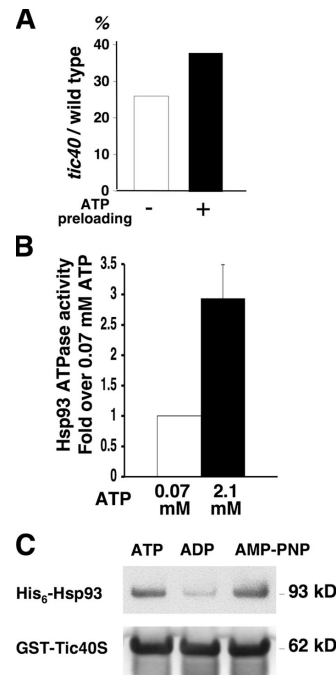 A
%
tic40 / wild type
40
30
20
10
0
ATP
preloading
- +
B
Hsp93 ATPase activity
Fold over 0.07 mM ATP
3.5
3
2.5
2
1.5
1
0.5
0
ATP 0.07 2.1
mM mM
C
ATP ADP AMP-PNP
His6-Hsp93 - 93 kD
GST-Tic40S - 62 kD